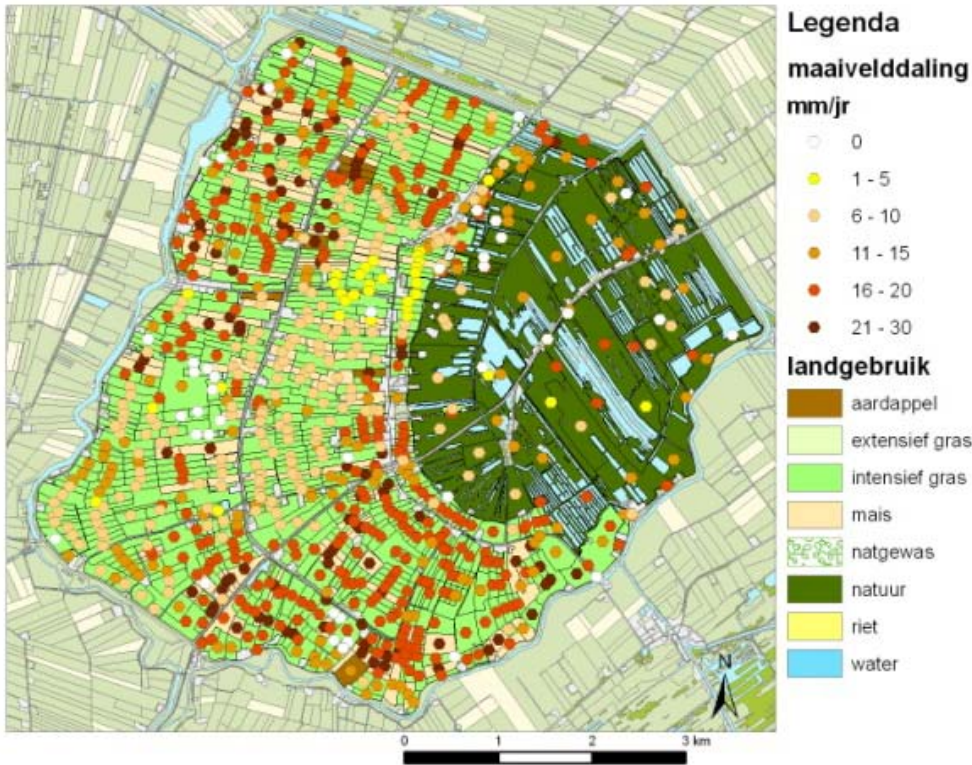 Legenda
maaivelddaling
mm/jr
0
1 - 5
6 - 10
11 - 15
16 - 20
21 - 30
landgebruik
aardappel
extensief gras
intensief gras
mais
natgewas
natuur
riet
water
N
0 1 2 3 km